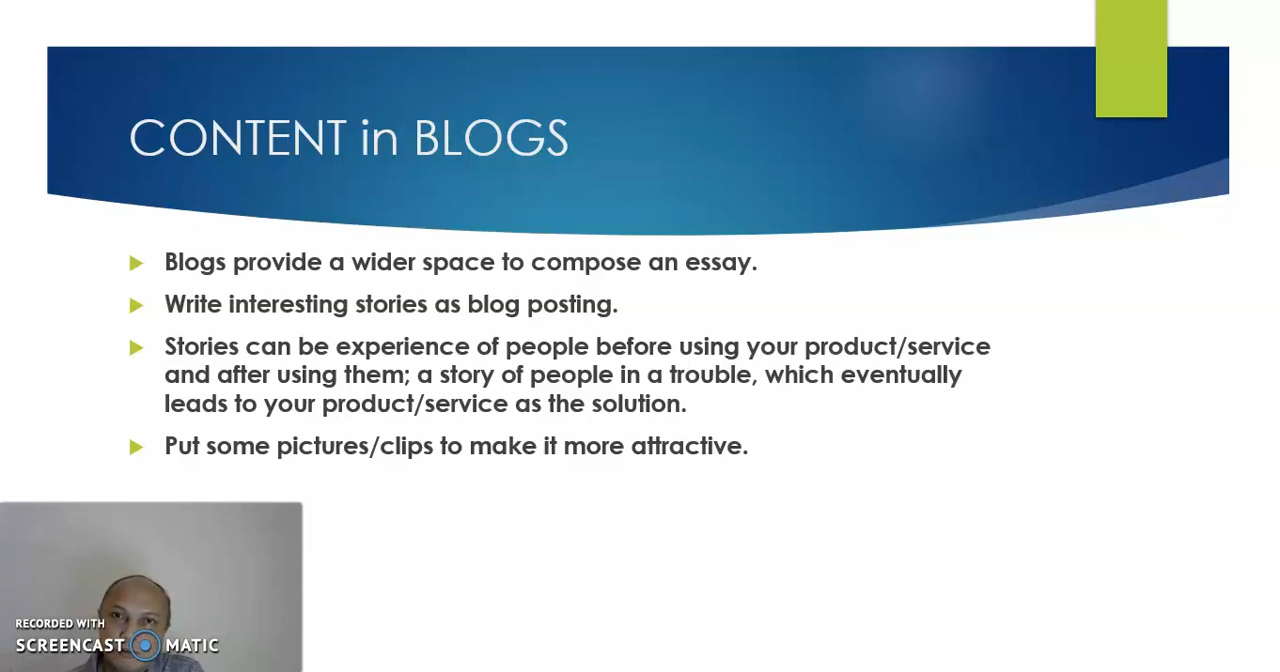 CONTENT in BLOGS
Blogs provide a wider space to compose an essay.
Write interesting stories as blog posting.
Stories can be experience of people before using your product/service
and after using them; a story of people in a trouble, which eventually
leads to your product/service as the solution.
Put some pictures/clips to make it more attractive.
RECORDED WITH
SCREENCAST MATIC